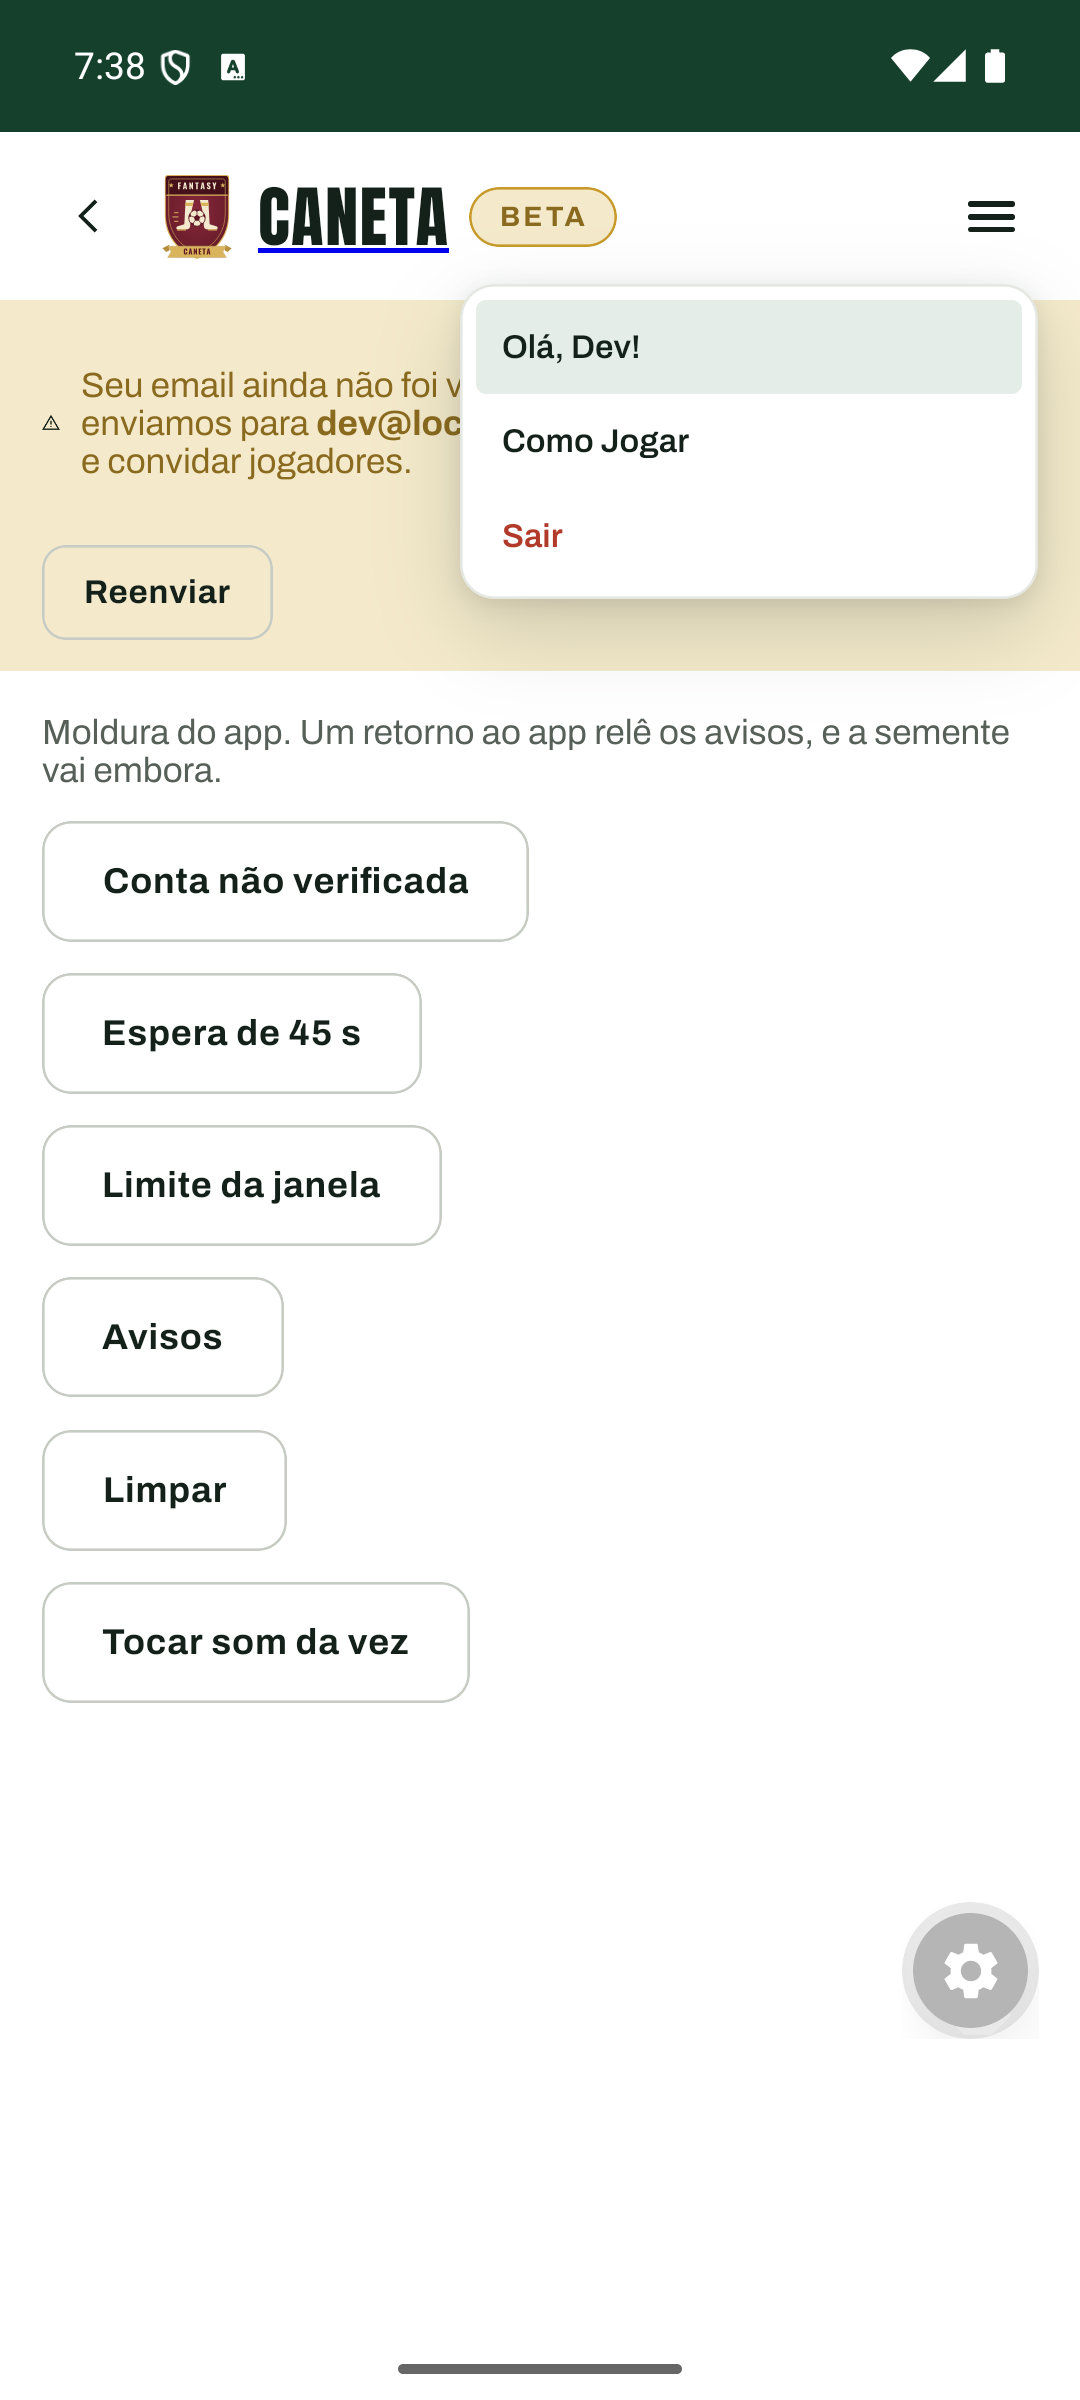 7:38
FANTASY
CANETA
CANETA
BETA
Olá, Dev!
Como Jogar
Sair
Seu email ainda não foi
enviamos para dev@loc
e convidar jogadores.
Reenviar
Moldura do app. Um retorno ao app relê os avisos, e a semente
vai embora.
Conta não verificada
Espera de 45 s
Limite da janela
Avisos
Limpar
Tocar som da vez